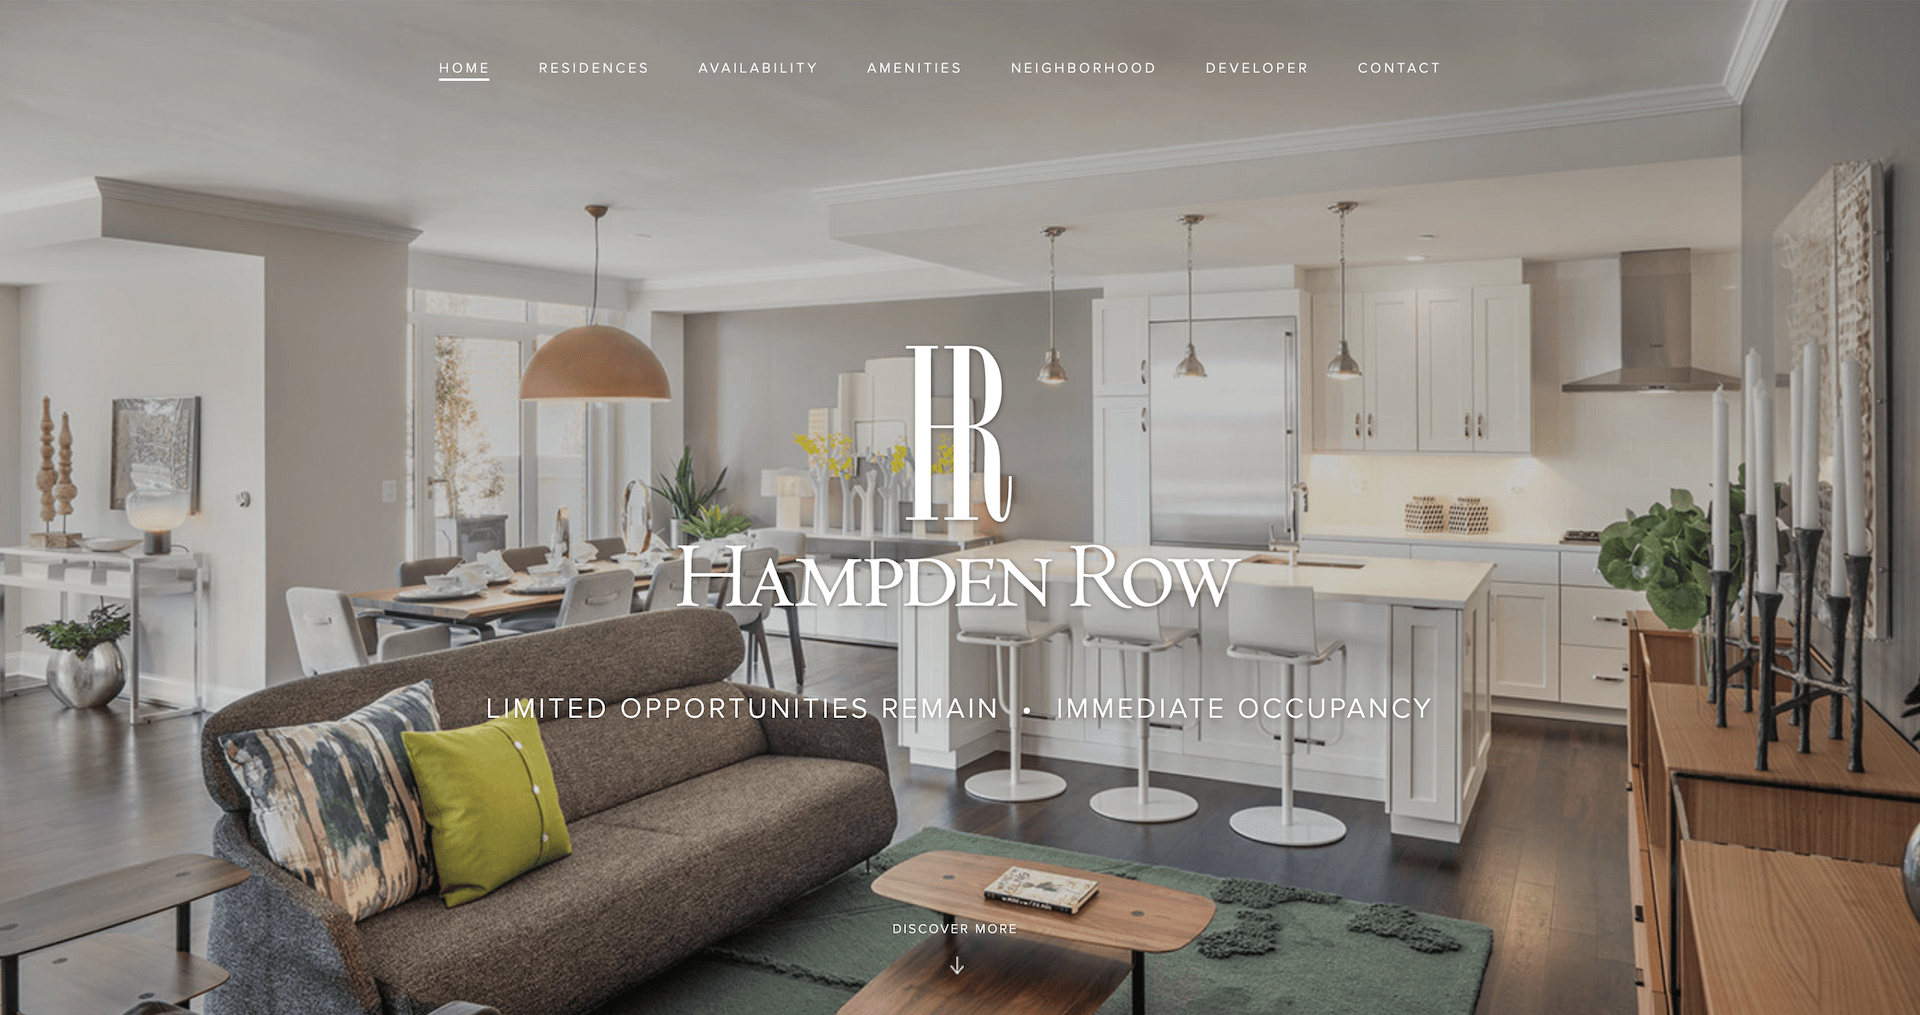 HOME RESIDENCES AVAILABILITY AMENITIES NEIGHBORHOOD DEVELOPER CONTACT
HR
HAMPDEN ROW
LIMITED OPPORTUNITIES REMAIN • IMMEDIATE OCCUPANCY
DISCOVER MORE